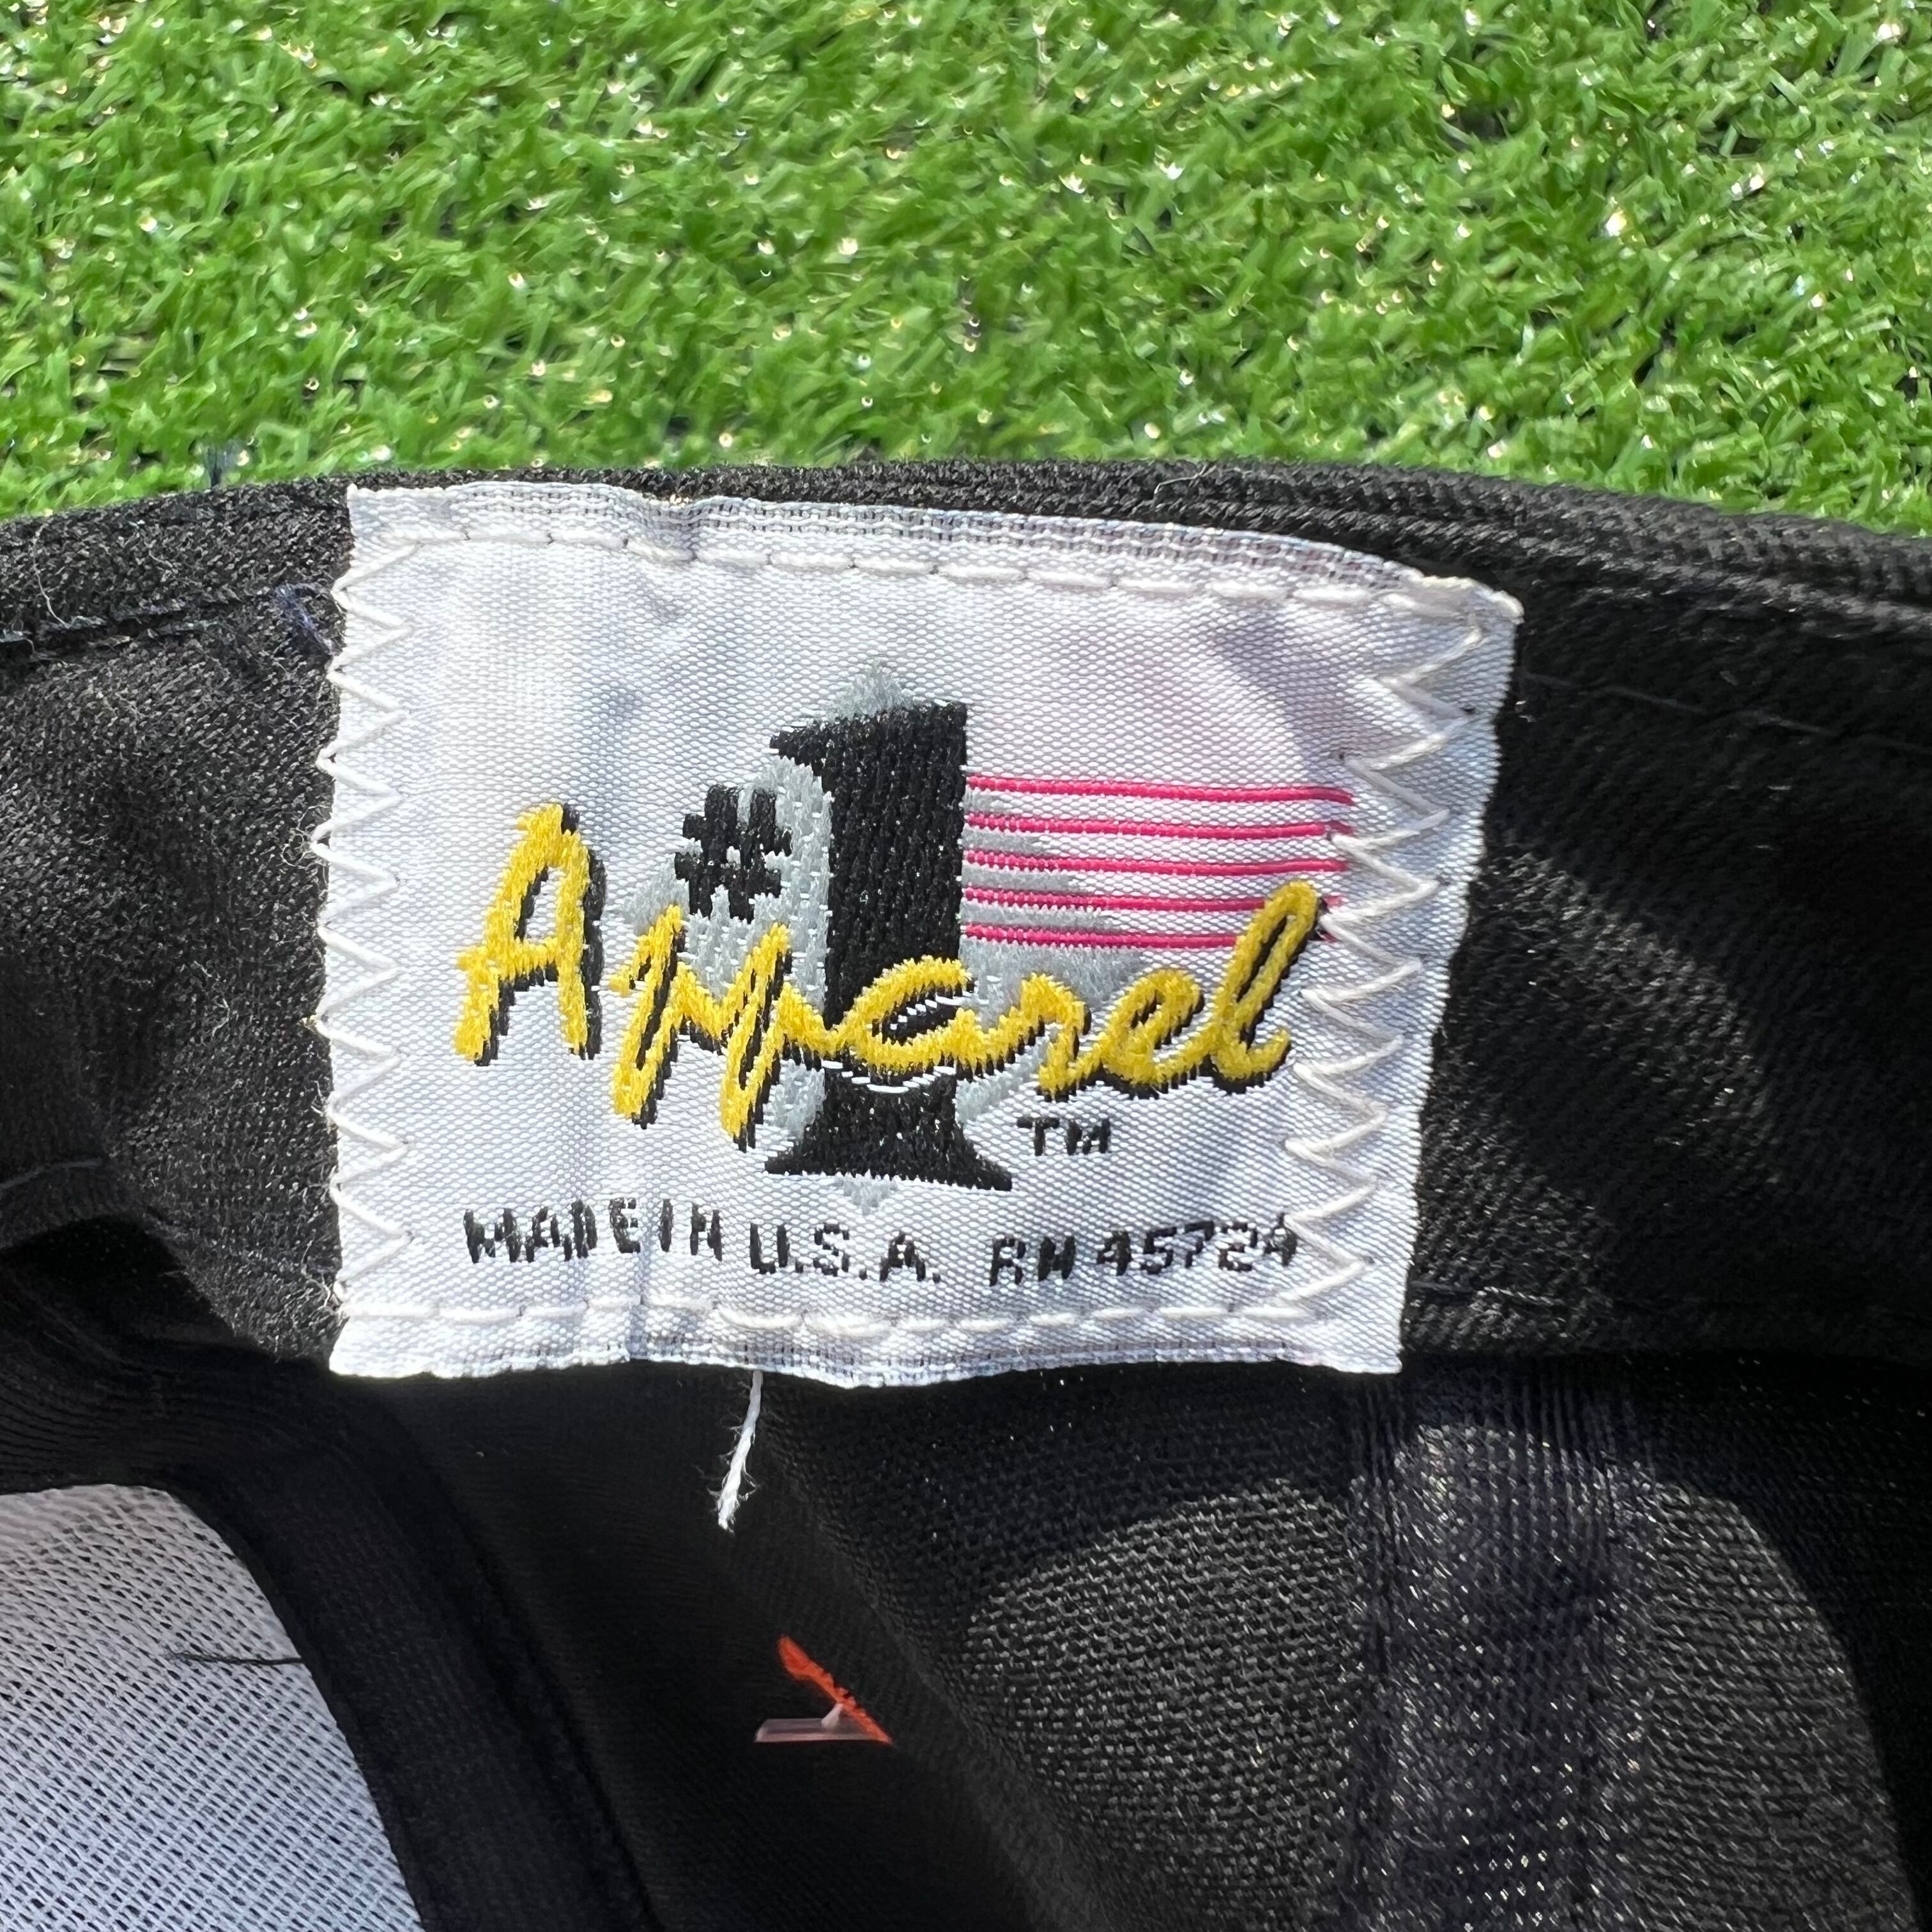 #1
Apparel
TM
MADE IN U.S.A. RN 45724